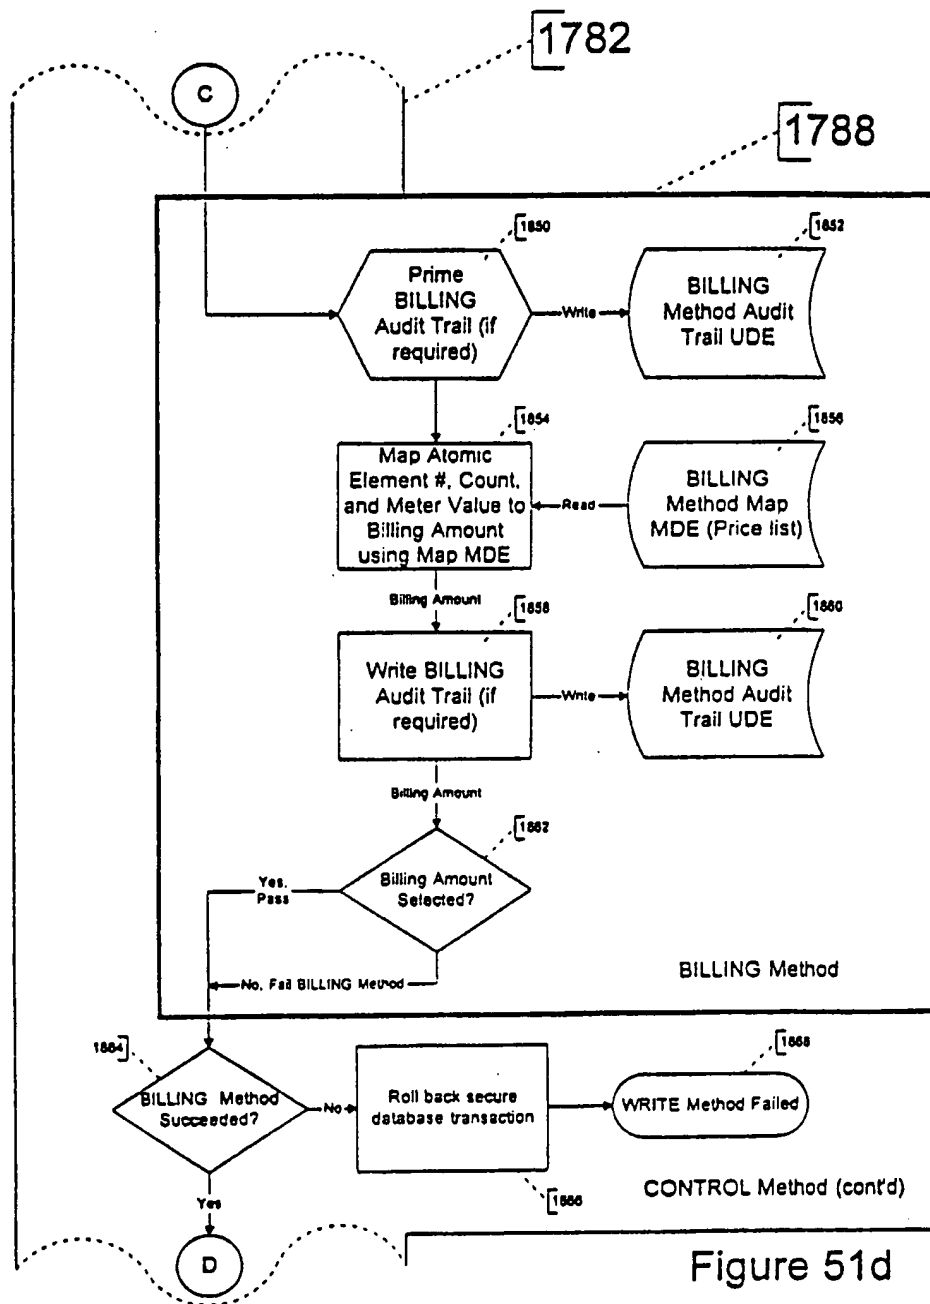 1782
C
1788
1850
1852
Prime
BILLING
Audit Trail (if
required)
Write
BILLING
Method Audit
Trail UDE
1854
1856
Map Atomic
Element #, Count,
and Meter Value to
Billing Amount
using Map MDE
Read
BILLING
Method Map
MDE (Price list)
Billing Amount
1858
1860
Write BILLING
Audit Trail (if
required)
Write
BILLING
Method Audit
Trail UDE
Billing Amount
1862
Billing Amount
Selected?
Yes,
Pass
No, Fail BILLING Method
BILLING Method
1864
BILLING Method
Succeeded?
No
Roll back secure
database transaction
1868
WRITE Method Failed
1866
Yes
CONTROL Method (cont'd)
D
Figure 51d